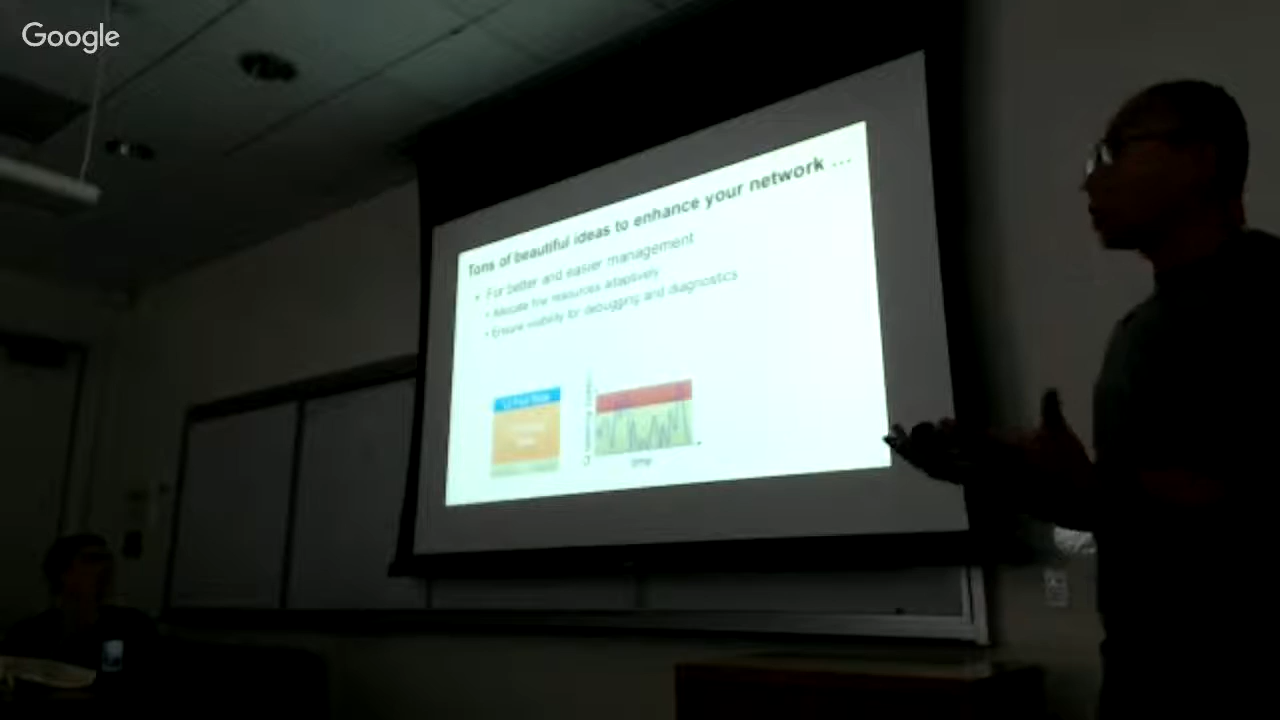 Google
Tons of beautiful ideas to enhance your network ...
• For better and easier management
• Allocate the resources adaptively
• Ensure visibility for debugging and diagnostics
time